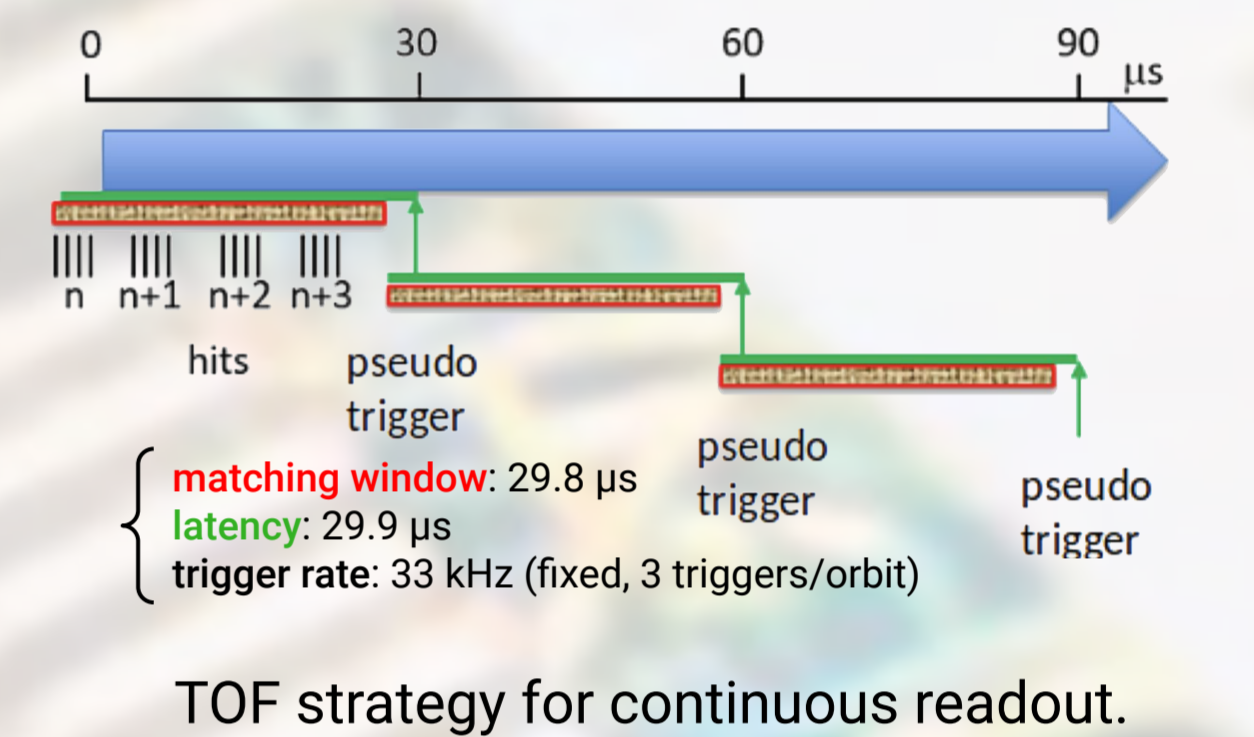 0 30 60 90
μs
n n+1 n+2 n+3
hits
pseudo
trigger
pseudo
trigger
pseudo
trigger
matching window: 29.8 μs
latency: 29.9 μs
trigger rate: 33 kHz (fixed, 3 triggers/orbit)
TOF strategy for continuous readout.